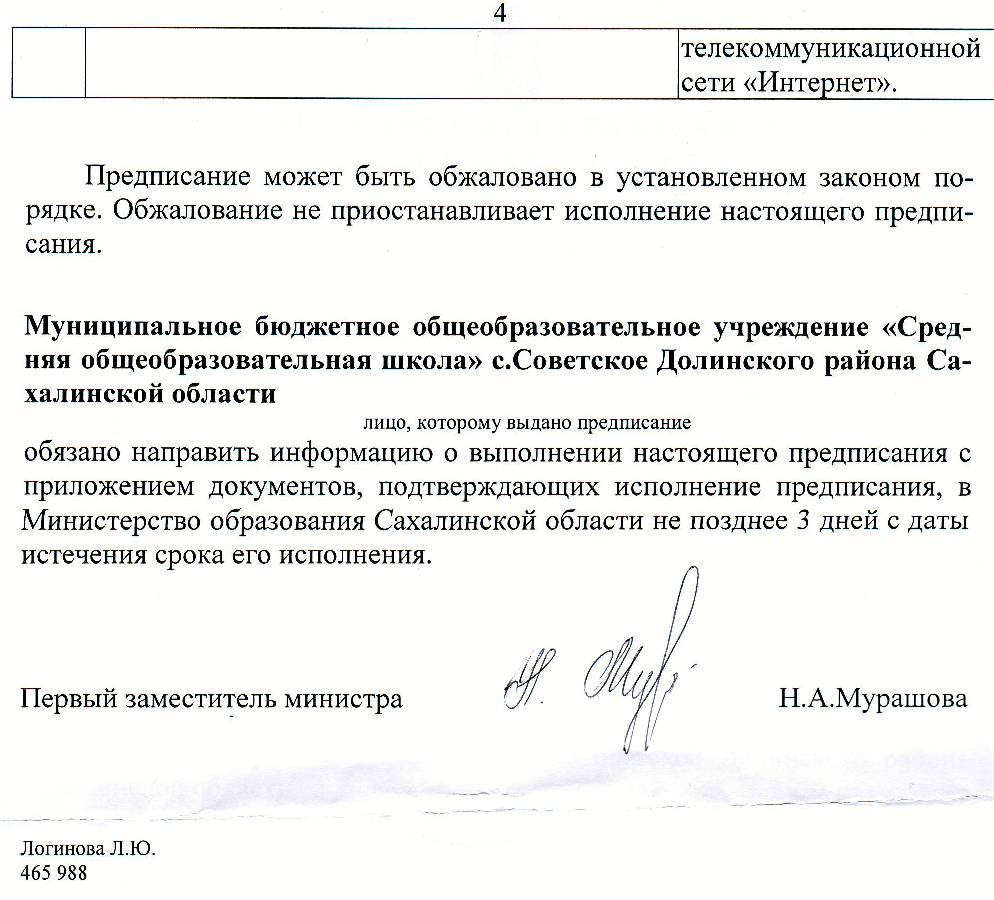 4
телекоммуникационной
сети «Интернет».
Предписание может быть обжаловано в установленном законом по-
рядке. Обжалование не приостанавливает исполнение настоящего предпи-
сания.
Муниципальное бюджетное общеобразовательное учреждение «Сред-
няя общеобразовательная школа» с.Советское Долинского района Са-
халинской области
лицо, которому выдано предписание
обязано направить информацию о выполнении настоящего предписания с
приложением документов, подтверждающих исполнение предписания, в
Министерство образования Сахалинской области не позднее 3 дней с даты
истечения срока его исполнения.
Первый заместитель министра Н.А.Мурашова
Логинова Л.Ю.
465 988